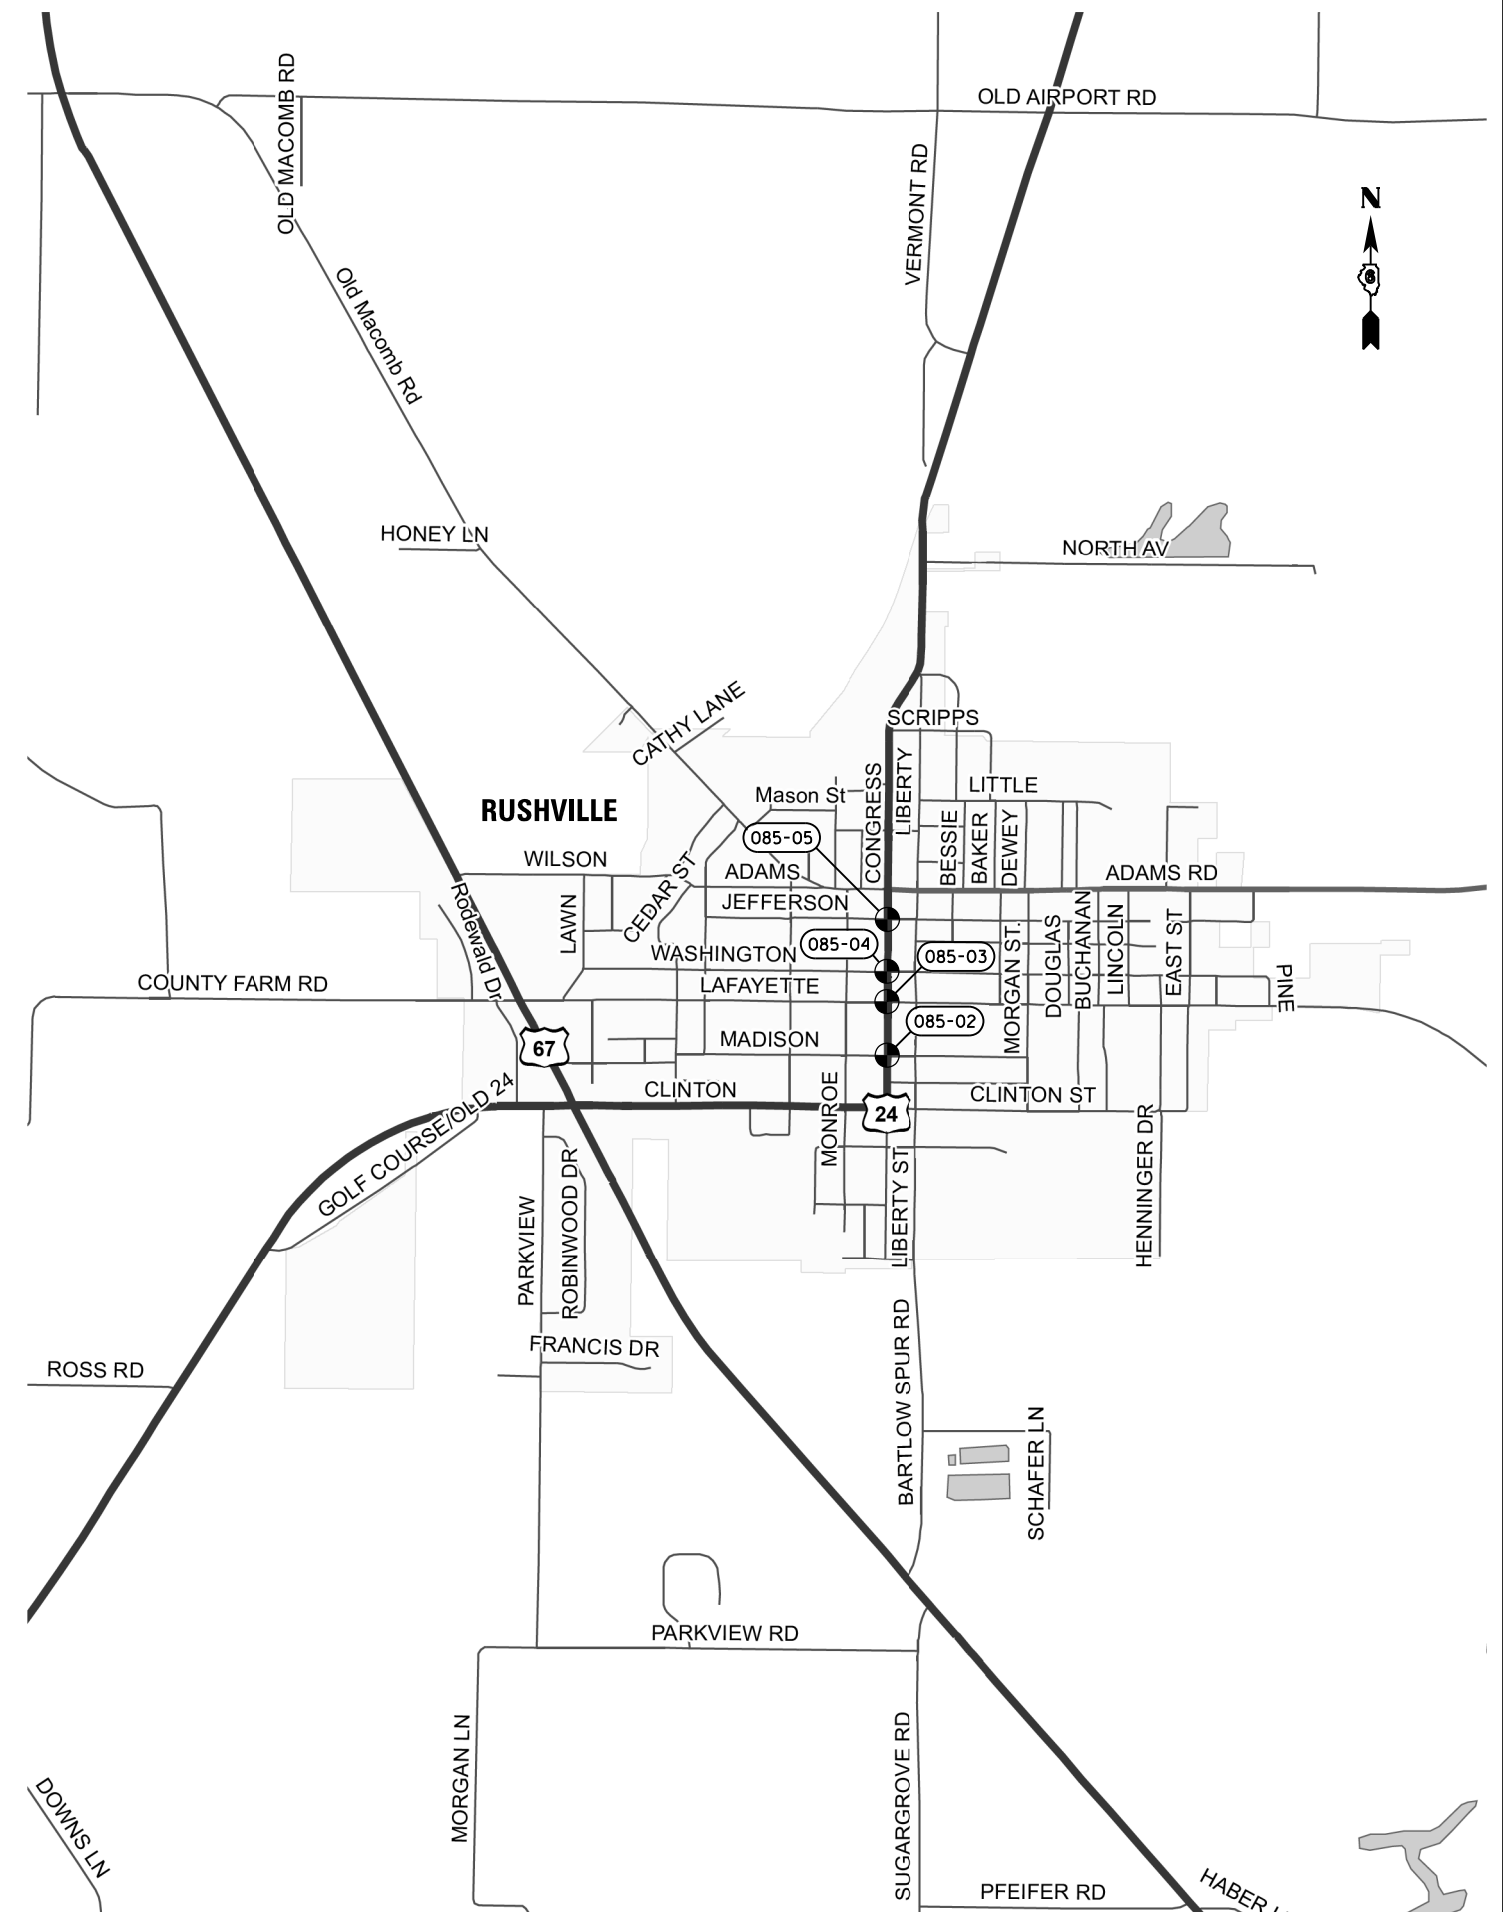 OLD MACOMB RD
OLD AIRPORT RD
VERMONT RD
N
6
Old Macomb Rd
HONEY LN
NORTH AV
CATHY LANE
SCRIPPS
RUSHVILLE
Mason St
CONGRESS
LIBERTY
LITTLE
085-05
BESSIE
BAKER
DEWEY
WILSON
CEDAR ST
ADAMS
ADAMS RD
JEFFERSON
Rodewald Dr
LAWN
WASHINGTON
085-04
085-03
MORGAN ST.
DOUGLAS
BUCHANAN
LINCOLN
EAST ST
PINE
COUNTY FARM RD
LAFAYETTE
085-02
67
MADISON
CLINTON
CLINTON ST
24
MONROE
GOLF COURSE/OLD 24
PARKVIEW
ROBINWOOD DR
LIBERTY ST
HENNINGER DR
FRANCIS DR
ROSS RD
BARTLOW SPUR RD
SCHAFER LN
PARKVIEW RD
MORGAN LN
SUGARGROVE RD
DOWNS LN
PFEIFER RD
HABER